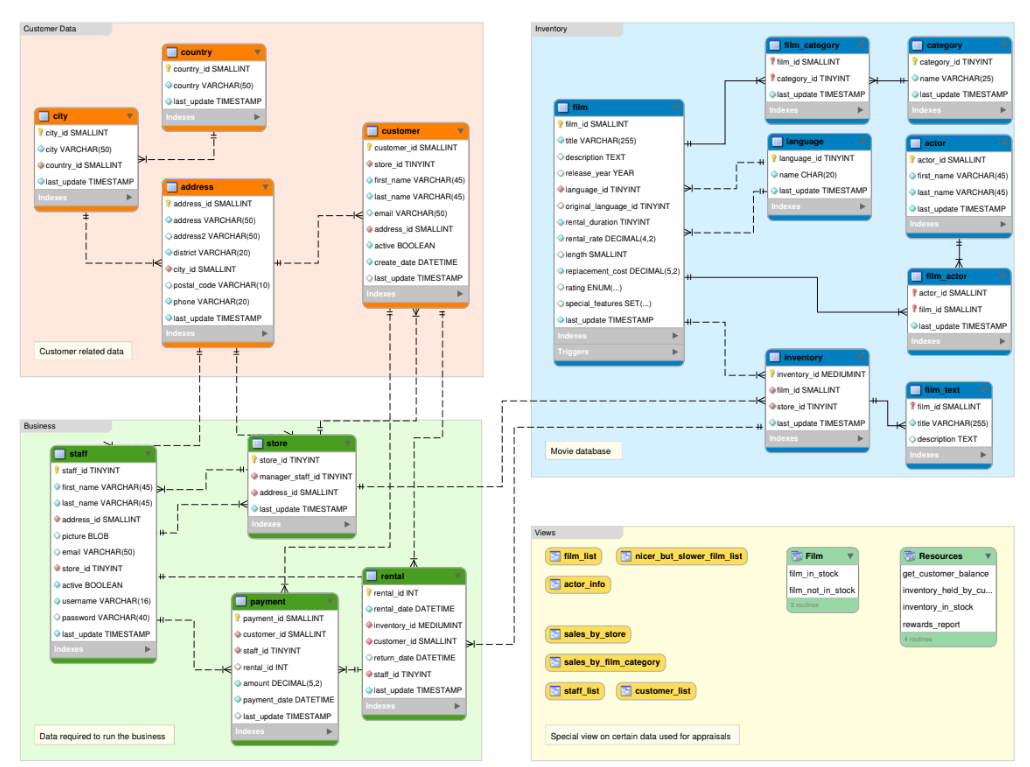 Customer Data
country
country_id SMALLINT
country VARCHAR(50)
last_update TIMESTAMP
Indexes
city
city_id SMALLINT
city VARCHAR(50)
country_id SMALLINT
last_update TIMESTAMP
Indexes
customer
customer_id SMALLINT
store_id TINYINT
first_name VARCHAR(45)
last_name VARCHAR(45)
email VARCHAR(50)
address_id SMALLINT
active BOOLEAN
create_date DATETIME
last_update TIMESTAMP
Indexes
address
address_id SMALLINT
address VARCHAR(50)
address2 VARCHAR(50)
district VARCHAR(20)
city_id SMALLINT
postal_code VARCHAR(10)
phone VARCHAR(20)
last_update TIMESTAMP
Indexes
Customer related data
Inventory
film_category
film_id SMALLINT
category_id TINYINT
last_update TIMESTAMP
Indexes
category
category_id TINYINT
name VARCHAR(25)
last_update TIMESTAMP
Indexes
film
film_id SMALLINT
title VARCHAR(255)
description TEXT
release_year YEAR
language_id TINYINT
original_language_id TINYINT
rental_duration TINYINT
rental_rate DECIMAL(4,2)
length SMALLINT
replacement_cost DECIMAL(5,2)
rating ENUM(...)
special_features SET(...)
last_update TIMESTAMP
Indexes
Triggers
language
language_id TINYINT
name CHAR(20)
last_update TIMESTAMP
Indexes
actor
actor_id SMALLINT
first_name VARCHAR(45)
last_name VARCHAR(45)
last_update TIMESTAMP
Indexes
film_actor
actor_id SMALLINT
film_id SMALLINT
last_update TIMESTAMP
Indexes
inventory
inventory_id MEDIUMINT
film_id SMALLINT
store_id TINYINT
last_update TIMESTAMP
Indexes
film_text
film_id SMALLINT
title VARCHAR(255)
description TEXT
Indexes
Movie database
Business
staff
staff_id TINYINT
first_name VARCHAR(45)
last_name VARCHAR(45)
address_id SMALLINT
picture BLOB
email VARCHAR(50)
store_id TINYINT
active BOOLEAN
username VARCHAR(16)
password VARCHAR(40)
last_update TIMESTAMP
Indexes
store
store_id TINYINT
manager_staff_id TINYINT
address_id SMALLINT
last_update TIMESTAMP
Indexes
payment
payment_id SMALLINT
customer_id SMALLINT
staff_id TINYINT
rental_id INT
amount DECIMAL(5,2)
payment_date DATETIME
last_update TIMESTAMP
Indexes
rental
rental_id INT
rental_date DATETIME
inventory_id MEDIUMINT
customer_id SMALLINT
return_date DATETIME
staff_id TINYINT
last_update TIMESTAMP
Indexes
Data required to run the business
Views
film_list
nicer_but_slower_film_list
actor_info
sales_by_store
sales_by_film_category
staff_list
customer_list
Film
film_in_stock
film_not_in_stock
2 routines
Resources
get_customer_balance
inventory_held_by_cu...
inventory_in_stock
rewards_report
4 routines
Special view on certain data used for appraisals